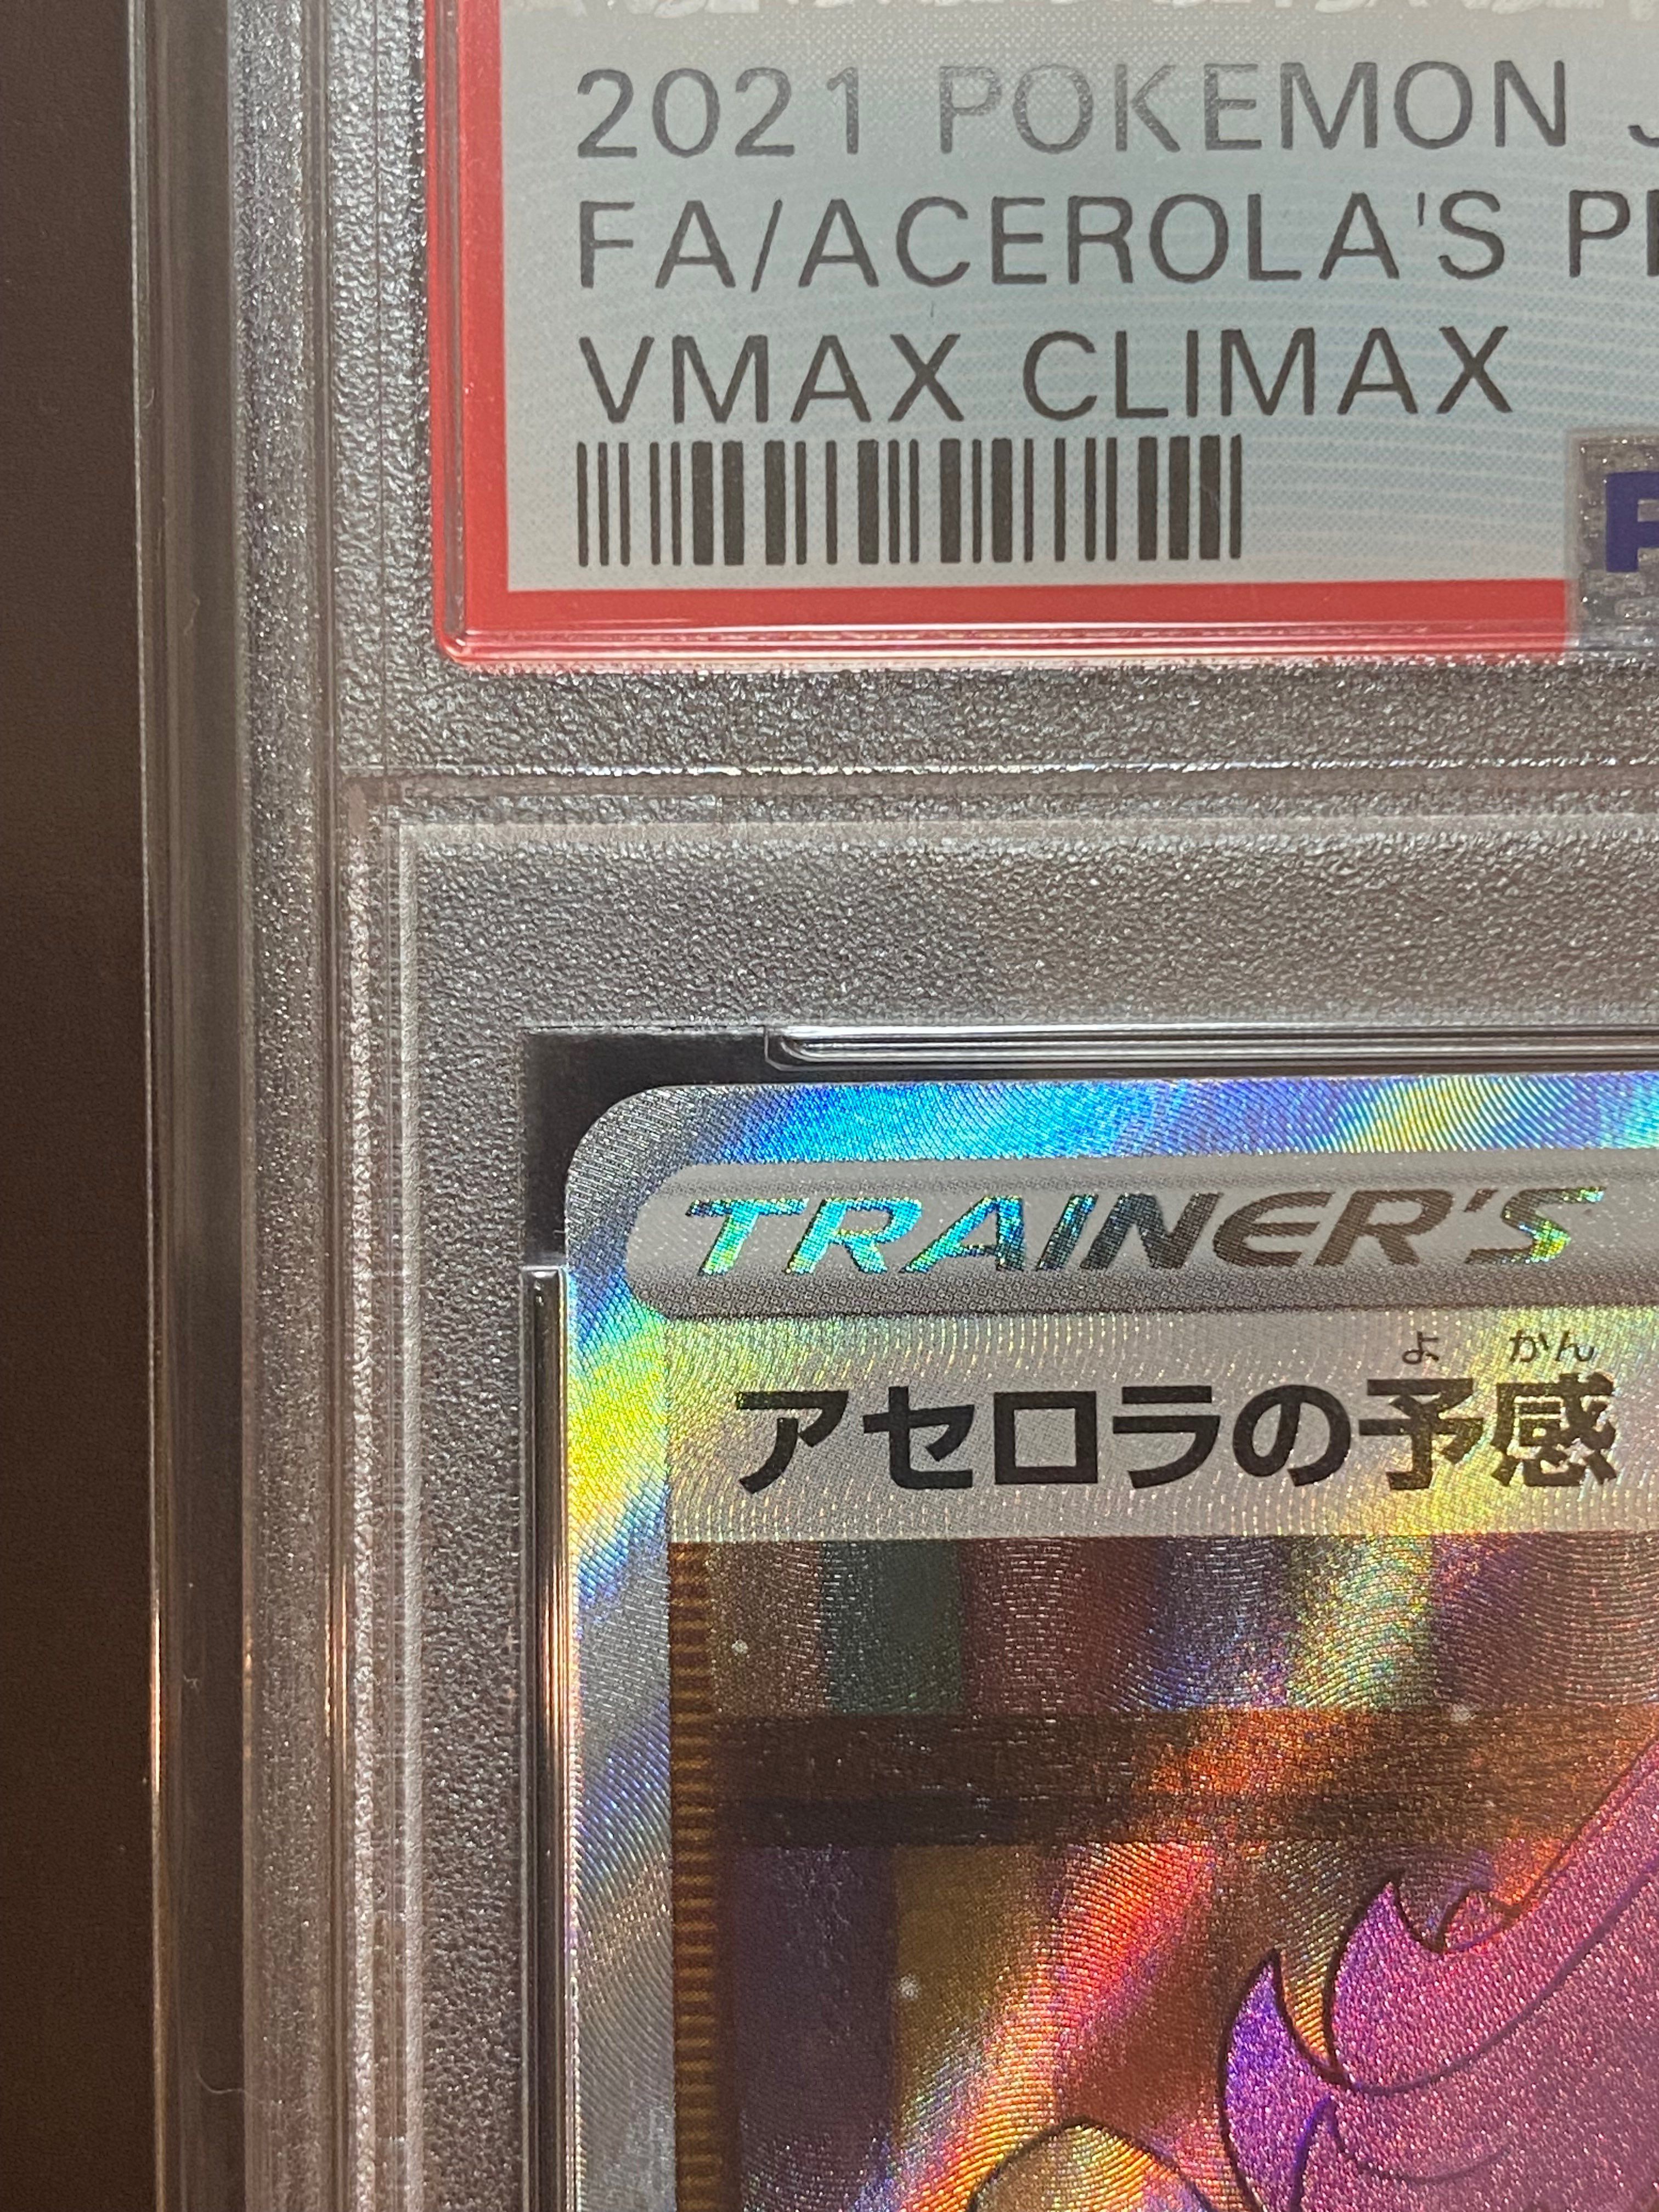 2021 POKEMON J
FA/ACEROLA'S P
VMAX CLIMAX
P
TRAINER'S
よ かん
アセロラの予感